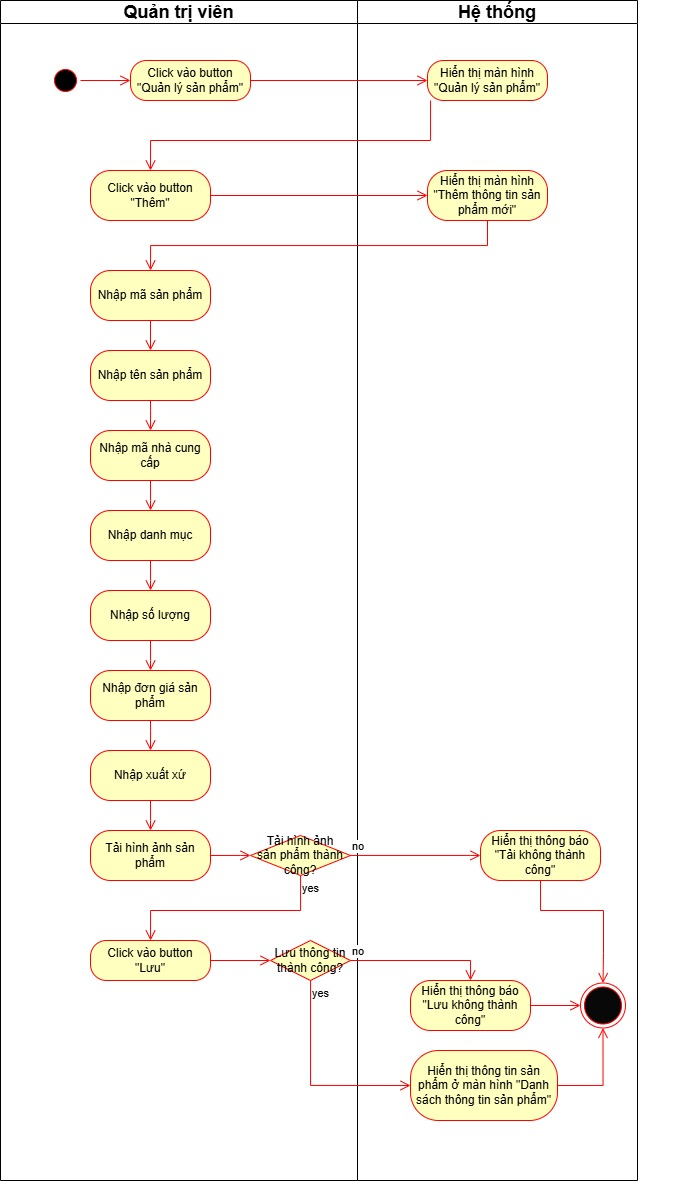 Quản trị viên
Hệ thống
Click vào button
"Quản lý sản phẩm"
Hiển thị màn hình
"Quản lý sản phẩm"
Click vào button
"Thêm"
Hiển thị màn hình
"Thêm thông tin sản
phẩm mới"
Nhập mã sản phẩm
Nhập tên sản phẩm
Nhập mã nhà cung
cấp
Nhập danh mục
Nhập số lượng
Nhập đơn giá sản
phẩm
Nhập xuất xứ
Tải hình ảnh sản
phẩm
Tải hình ảnh
sản phẩm thành
công?
no
Hiển thị thông báo
"Tải không thành
công"
yes
Click vào button
"Lưu"
Lưu thông tin
thành công?
no
Hiển thị thông báo
"Lưu không thành
công"
yes
Hiển thị thông tin sản
phẩm ở màn hình "Danh
sách thông tin sản phẩm"